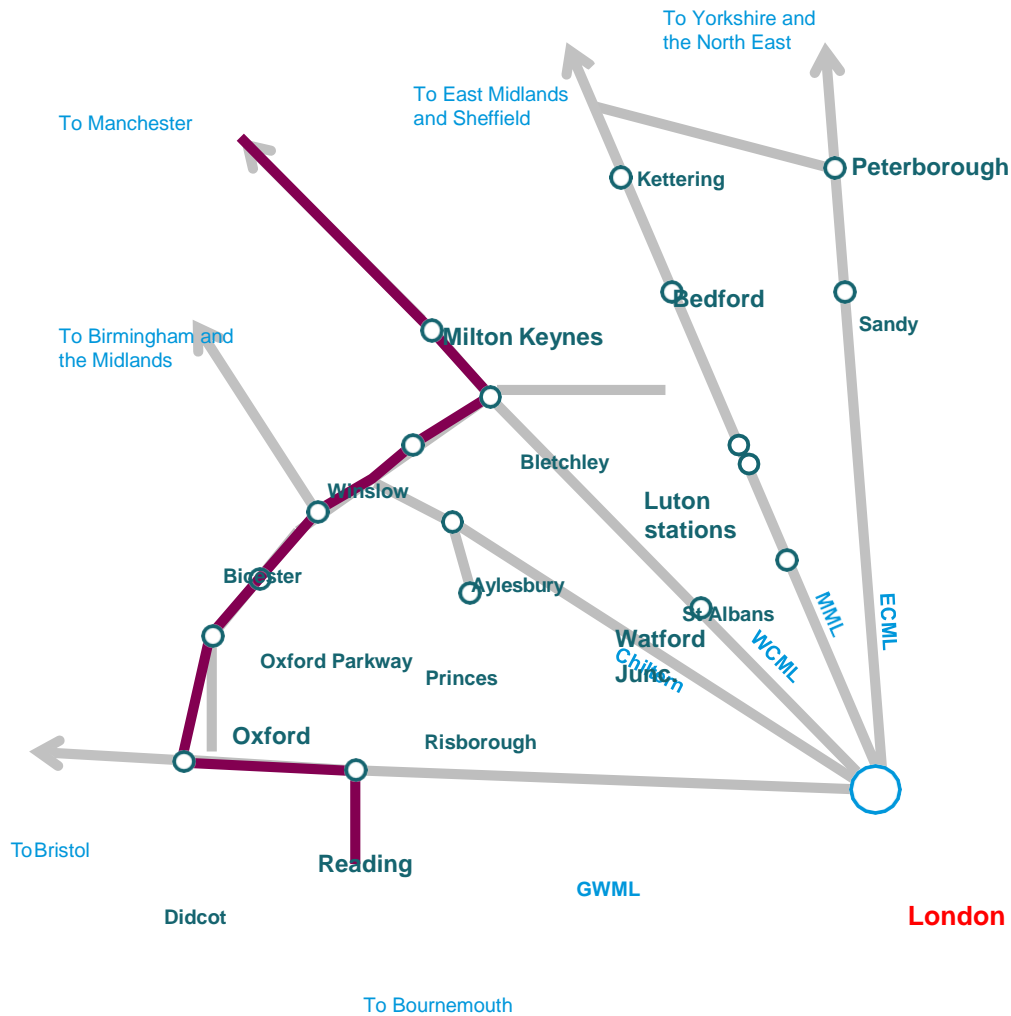 To Yorkshire and
the North East
To East Midlands
and Sheffield
To Manchester
Peterborough
Kettering
Bedford
Sandy
To Birmingham and
the Midlands
Milton Keynes
Bletchley
Winslow
Luton
stations
Bicester
Aylesbury
St Albans
MML
ECML
WCML
Watford
Junc.
Chiltern
Oxford Parkway
Princes
Risborough
Oxford
To Bristol
Reading
GWML
Didcot
London
To Bournemouth